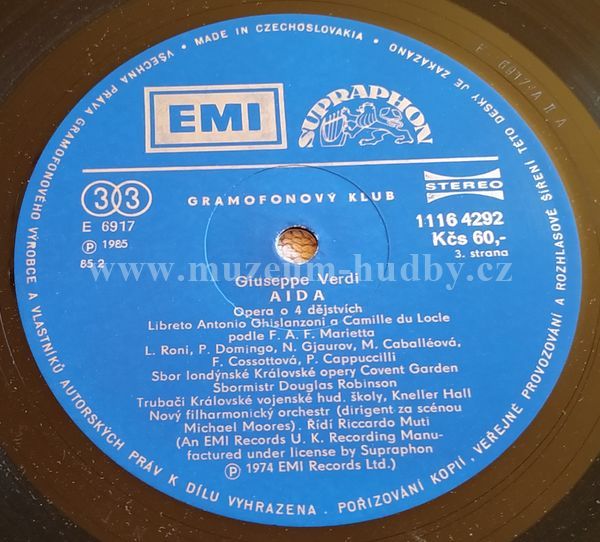 VŠECHNA PRÁVA GRAMOFONOVÉHO VÝROBCE A VLASTNÍKŮ AUTORSKÝCH PRÁV K DÍLU VYHRAZENA. POŘIZOVÁNÍ KOPIÍ, VEŘEJNÉ PROVOZOVÁNÍ A ROZHLASOVÉ ŠÍŘENÍ TÉTO DESKY JE ZAKÁZÁNO • MADE IN CZECHOSLOVAKIA •
EMI SUPRAPHON
33 GRAMOFONOVÝ KLUB STEREO
E 6917
Ⓟ 1985
85 2
1116 4292
Kčs 60,-
3. strana
www.muzeum-hudby.cz
Giuseppe Verdi
AIDA
Opera o 4 dějstvích
Libreto Antonio Ghislanzoni a Camille du Locle
podle F. A. F. Marietta
L. Roni, P. Domingo, N. Gjaurov, M. Caballéová,
F. Cossottová, P. Cappuccilli
Sbor londýnské Královské opery Covent Garden
Sbormistr Douglas Robinson
Trubači Královské vojenské hud. školy, Kneller Hall
Nový filharmonický orchestr (dirigent za scénou
Michael Moores). Řídí Riccardo Muti
(An EMI Records U. K. Recording Manu-
factured under license by Supraphon
Ⓟ 1974 EMI Records Ltd.)